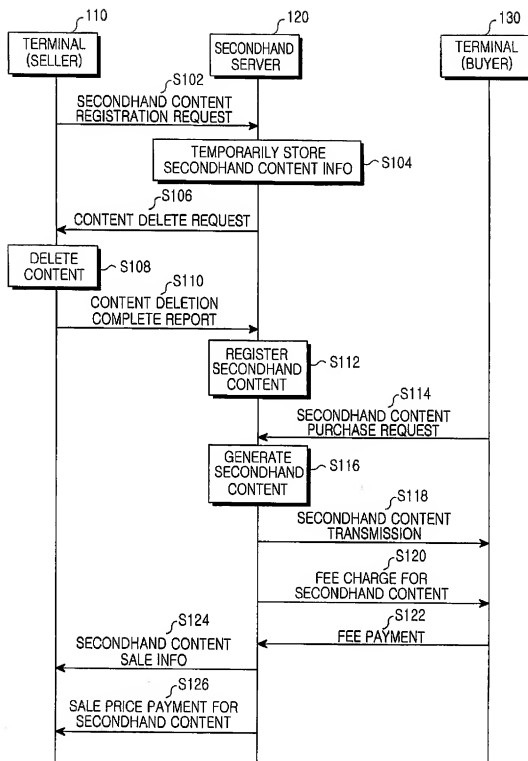 110
TERMINAL
(SELLER)
120
SECONDHAND
SERVER
130
TERMINAL
(BUYER)
S102
SECONDHAND CONTENT
REGISTRATION REQUEST
TEMPORARILY STORE
SECONDHAND CONTENT INFO
S104
S106
CONTENT DELETE REQUEST
DELETE
CONTENT
S108
S110
CONTENT DELETION
COMPLETE REPORT
REGISTER
SECONDHAND
CONTENT
S112
S114
SECONDHAND CONTENT
PURCHASE REQUEST
GENERATE
SECONDHAND
CONTENT
S116
S118
SECONDHAND CONTENT
TRANSMISSION
S120
FEE CHARGE FOR
SECONDHAND CONTENT
S122
FEE PAYMENT
S124
SECONDHAND CONTENT
SALE INFO
S126
SALE PRICE PAYMENT FOR
SECONDHAND CONTENT